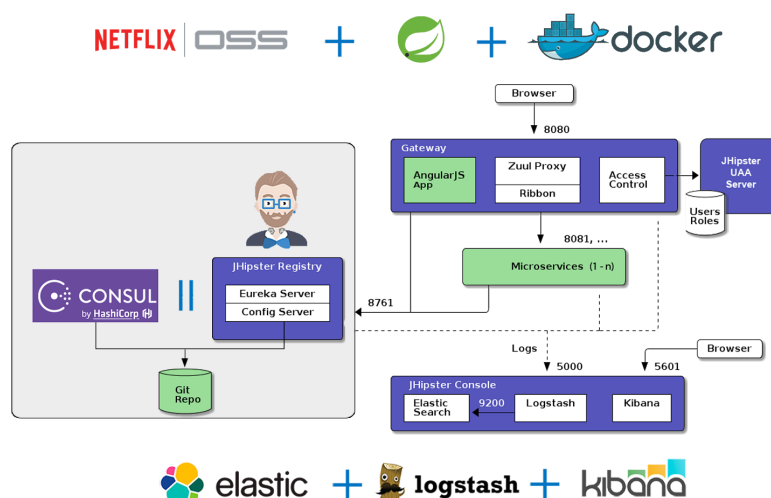 NETFLIX OSS
docker
Browser
8080
Gateway
AngularJS
App
Zuul Proxy
Ribbon
Access
Control
JHipster
UAA
Server
Users
Roles
8081, ...
Microservices (1 - n)
JHipster Registry
Eureka Server
Config Server
8761
CONSUL
by HashiCorp
Git
Repo
Logs
5000
Browser
5601
JHipster Console
Elastic
Search
9200
Logstash
Kibana
elastic
logstash
kibana